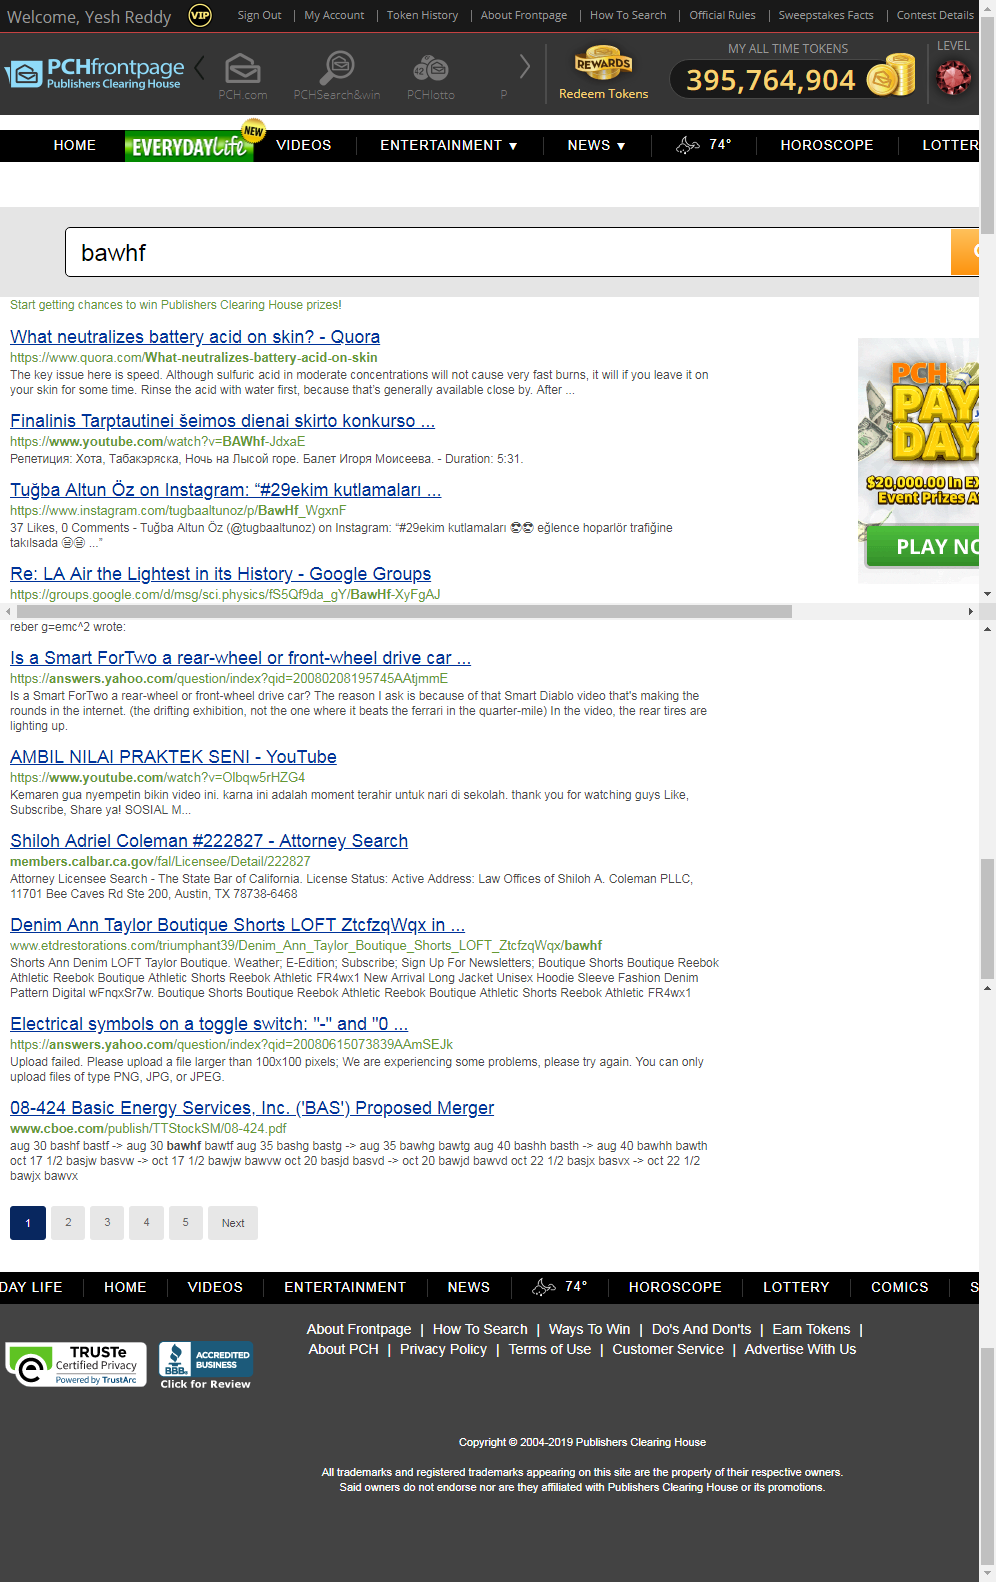 Welcome, Yesh Reddy VIP Sign Out | My Account | Token History | About Frontpage | How To Search | Official Rules | Sweepstakes Facts | Contest Details
PCHfrontpage
Publishers Clearing House
PCH.com PCHSearch&win PCHlotto P
REWARDS
Redeem Tokens
MY ALL TIME TOKENS
395,764,904
LEVEL
HOME EVERYDAY Life NEW VIDEOS ENTERTAINMENT ▼ NEWS ▼ 74° HOROSCOPE LOTTER
bawhf
Start getting chances to win Publishers Clearing House prizes!
What neutralizes battery acid on skin? - Quora
https://www.quora.com/What-neutralizes-battery-acid-on-skin
The key issue here is speed. Although sulfuric acid in moderate concentrations will not cause very fast burns, it will if you leave it on
your skin for some time. Rinse the acid with water first, because that's generally available close by. After ...
Finalinis Tarptautinei šeimos dienai skirto konkurso ...
https://www.youtube.com/watch?v=BAWhf-JdxaE
Репетиция: Хота, Табакэряска, Ночь на Лысой горе. Балет Игоря Моисеева. - Duration: 5:31.
Tuğba Altun Öz on Instagram: “#29ekim kutlamaları ...
https://www.instagram.com/tugbaaltunoz/p/BawHf_WgxnF
37 Likes, 0 Comments - Tuğba Altun Öz (@tugbaaltunoz) on Instagram: “#29ekim kutlamaları 😎😎 eğlence hoparlör trafiğine
takılsada 😄😄 ...”
Re: LA Air the Lightest in its History - Google Groups
https://groups.google.com/d/msg/sci.physics/fS5Qf9da_gY/BawHf-XyFgAJ
PCH
PAY
DAY
$20,000.00 In EX
Event Prizes A
PLAY NO
reber g=emc^2 wrote:
Is a Smart ForTwo a rear-wheel or front-wheel drive car ...
https://answers.yahoo.com/question/index?qid=20080208195745AAtjmmE
Is a Smart ForTwo a rear-wheel or front-wheel drive car? The reason I ask is because of that Smart Diablo video that's making the
rounds in the internet. (the drifting exhibition, not the one where it beats the ferrari in the quarter-mile) In the video, the rear tires are
lighting up.
AMBIL NILAI PRAKTEK SENI - YouTube
https://www.youtube.com/watch?v=Olbqw5rHZG4
Kemaren gua nyempetin bikin video ini. karna ini adalah moment terahir untuk nari di sekolah. thank you for watching guys Like,
Subscribe, Share ya! SOSIAL M...
Shiloh Adriel Coleman #222827 - Attorney Search
members.calbar.ca.gov/fal/Licensee/Detail/222827
Attorney Licensee Search - The State Bar of California. License Status: Active Address: Law Offices of Shiloh A. Coleman PLLC,
11701 Bee Caves Rd Ste 200, Austin, TX 78738-6468
Denim Ann Taylor Boutique Shorts LOFT ZtcfzqWqx in ...
www.etdrestorations.com/triumphant39/Denim_Ann_Taylor_Boutique_Shorts_LOFT_ZtcfzqWqx/bawhf
Shorts Ann Denim LOFT Taylor Boutique. Weather; E-Edition; Subscribe; Sign Up For Newsletters; Boutique Shorts Boutique Reebok
Athletic Reebok Boutique Athletic Shorts Reebok Athletic FR4wx1 New Arrival Long Jacket Unisex Hoodie Sleeve Fashion Denim
Pattern Digital wFnqxSr7w. Boutique Shorts Boutique Reebok Athletic Reebok Boutique Athletic Shorts Reebok Athletic FR4wx1
Electrical symbols on a toggle switch: "-" and "0 ...
https://answers.yahoo.com/question/index?qid=20080615073839AAmSEJk
Upload failed. Please upload a file larger than 100x100 pixels; We are experiencing some problems, please try again. You can only
upload files of type PNG, JPG, or JPEG.
08-424 Basic Energy Services, Inc. ('BAS') Proposed Merger
www.cboe.com/publish/TTStockSM/08-424.pdf
aug 30 bashf bastf -> aug 30 bawhf bawtf aug 35 bashg bastg -> aug 35 bawhg bawtg aug 40 bashh basth -> aug 40 bawhh bawth
oct 17 1/2 basjw basvw -> oct 17 1/2 bawjw bawvw oct 20 basjd basvd -> oct 20 bawjd bawvd oct 22 1/2 basjx basvx -> oct 22 1/2
bawjx bawvx
1 2 3 4 5 Next
DAY LIFE HOME VIDEOS ENTERTAINMENT NEWS 74° HOROSCOPE LOTTERY COMICS S
About Frontpage | How To Search | Ways To Win | Do's And Don'ts | Earn Tokens |
About PCH | Privacy Policy | Terms of Use | Customer Service | Advertise With Us
TRUSTe
Certified Privacy
Powered by TrustArc
BBB
ACCREDITED
BUSINESS
Click for Review
Copyright © 2004-2019 Publishers Clearing House
All trademarks and registered trademarks appearing on this site are the property of their respective owners.
Said owners do not endorse nor are they affiliated with Publishers Clearing House or its promotions.